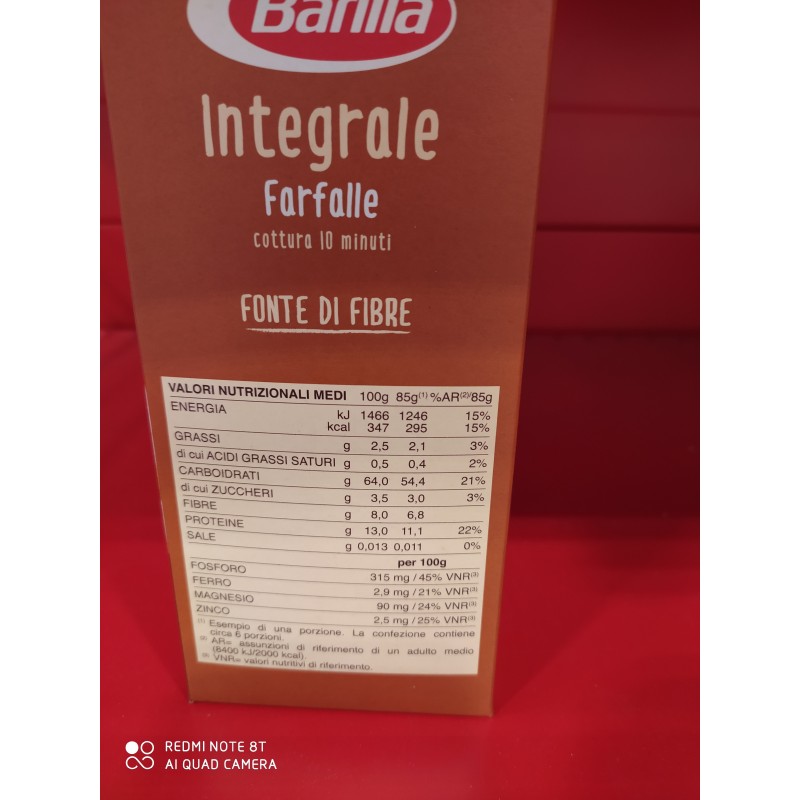 Barilla
Integrale
Farfalle
cottura 10 minuti
FONTE DI FIBRE
VALORI NUTRIZIONALI MEDI 100g 85g(1) %AR(2)/85g
ENERGIA kJ 1466 1246 15%
kcal 347 295 15%
GRASSI g 2,5 2,1 3%
di cui ACIDI GRASSI SATURI g 0,5 0,4 2%
CARBOIDRATI g 64,0 54,4 21%
di cui ZUCCHERI g 3,5 3,0 3%
FIBRE g 8,0 6,8
PROTEINE g 13,0 11,1 22%
SALE g 0,013 0,011 0%
per 100g
FOSFORO 315 mg / 45% VNR(3)
FERRO 2,9 mg / 21% VNR(3)
MAGNESIO 90 mg / 24% VNR(3)
ZINCO 2,5 mg / 25% VNR(3)
(1) Esempio di una porzione. La confezione contiene
circa 6 porzioni.
(2) AR= assunzioni di riferimento di un adulto medio
(8400 kJ/2000 kcal).
(3) VNR= valori nutritivi di riferimento.
REDMI NOTE 8T
AI QUAD CAMERA